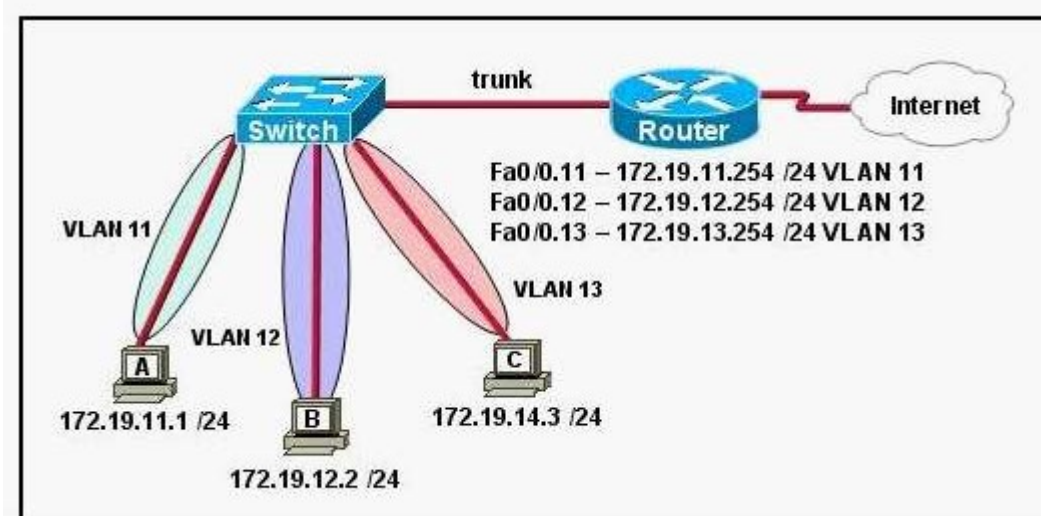 trunk
Switch
Router
Internet
Fa0/0.11 – 172.19.11.254 /24 VLAN 11
Fa0/0.12 – 172.19.12.254 /24 VLAN 12
Fa0/0.13 – 172.19.13.254 /24 VLAN 13
VLAN 11
VLAN 12
VLAN 13
A
172.19.11.1 /24
B
172.19.12.2 /24
C
172.19.14.3 /24